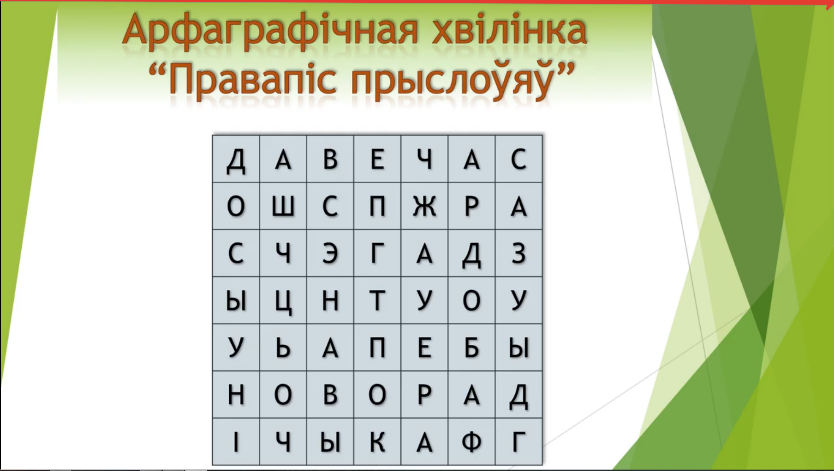 Арфаграфічная хвілінка
“Правапіс прыслоўяў”
Д А В Е Ч А С
О Ш С П Ж Р А
С Ч Э Г А Д З
Ы Ц Н Т У О У
У Ь А П Е Б Ы
Н О В О Р А Д
І Ч Ы К А Ф Г